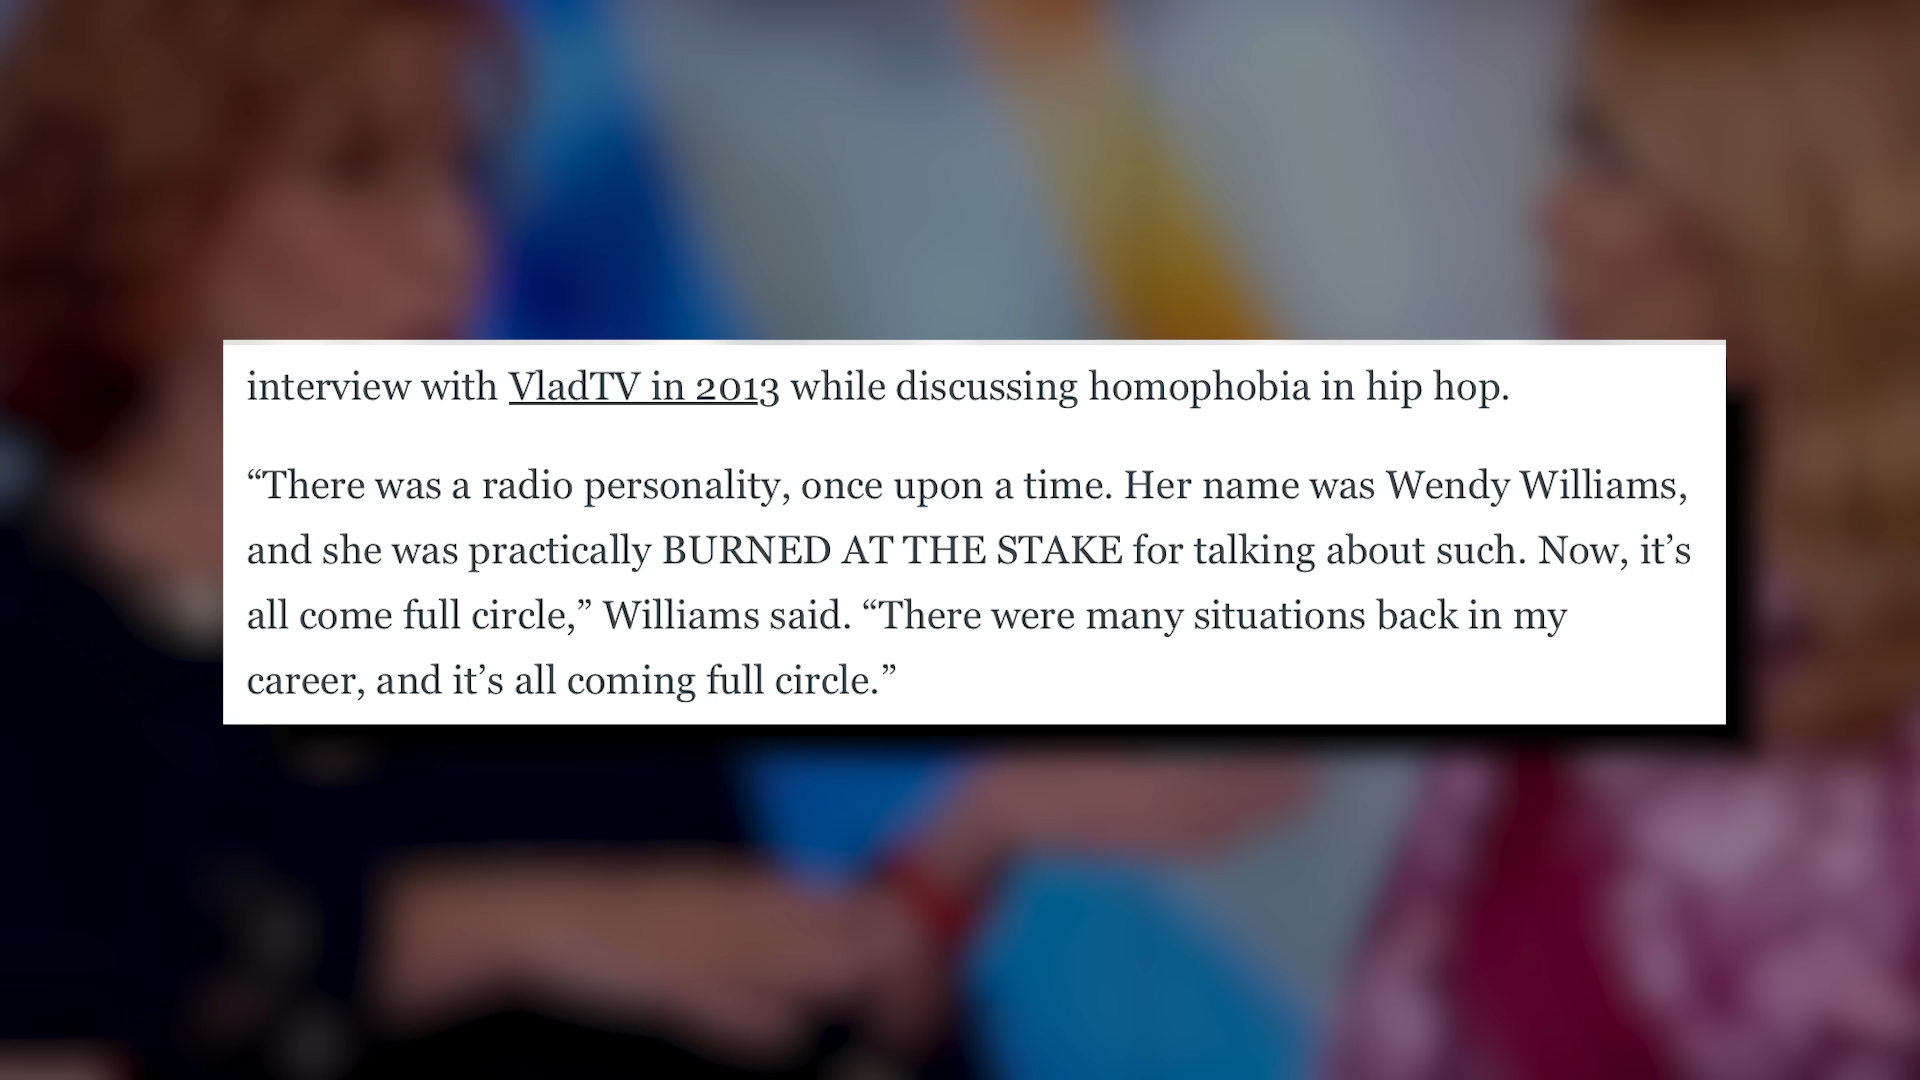 interview with VladTV in 2013 while discussing homophobia in hip hop.
“There was a radio personality, once upon a time. Her name was Wendy Williams,
and she was practically BURNED AT THE STAKE for talking about such. Now, it’s
all come full circle,” Williams said. “There were many situations back in my
career, and it’s all coming full circle.”